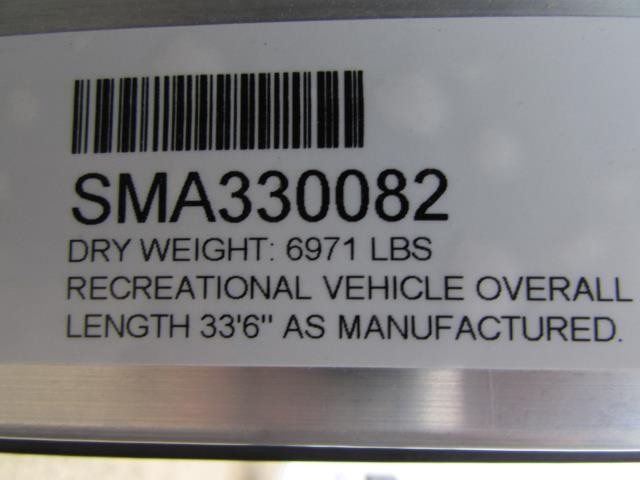 SMA330082
DRY WEIGHT: 6971 LBS
RECREATIONAL VEHICLE OVERALL
LENGTH 33'6" AS MANUFACTURED.